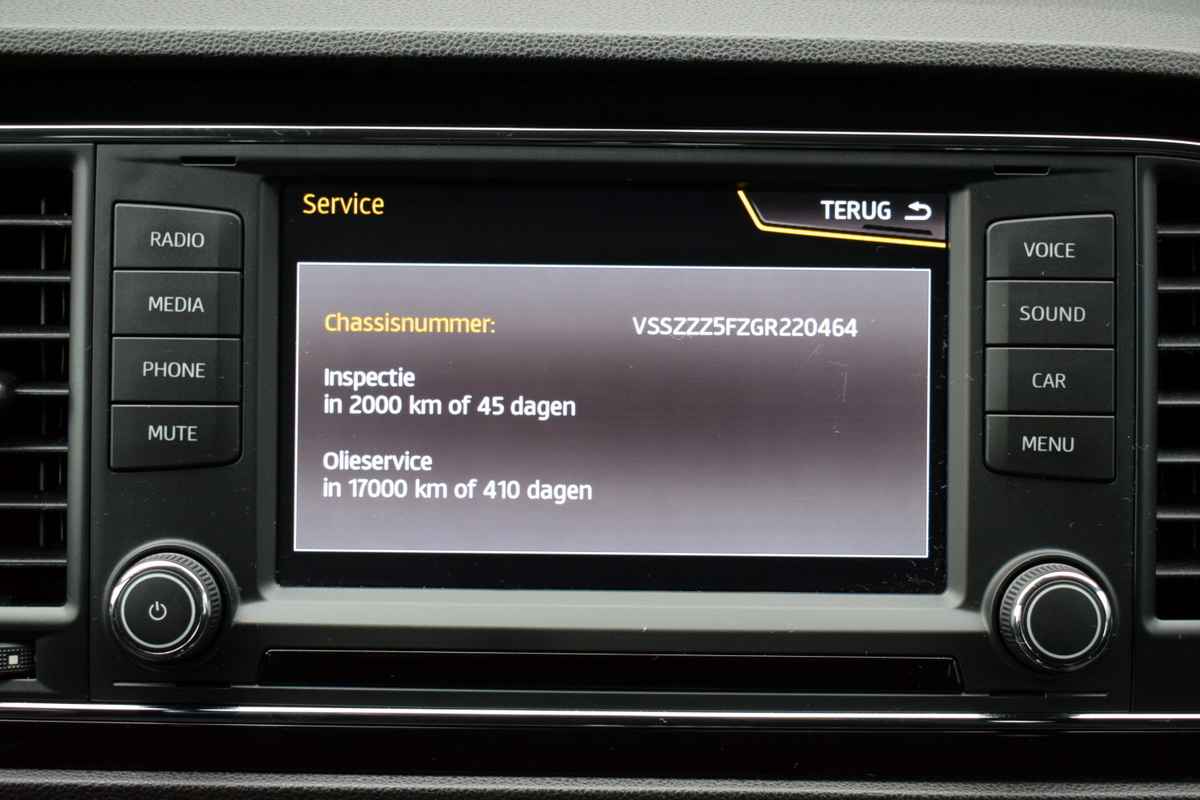 Service
TERUG
RADIO
MEDIA
PHONE
MUTE
Chassisnummer: VSSZZZ5FZGR220464
Inspectie
in 2000 km of 45 dagen
Olieservice
in 17000 km of 410 dagen
VOICE
SOUND
CAR
MENU